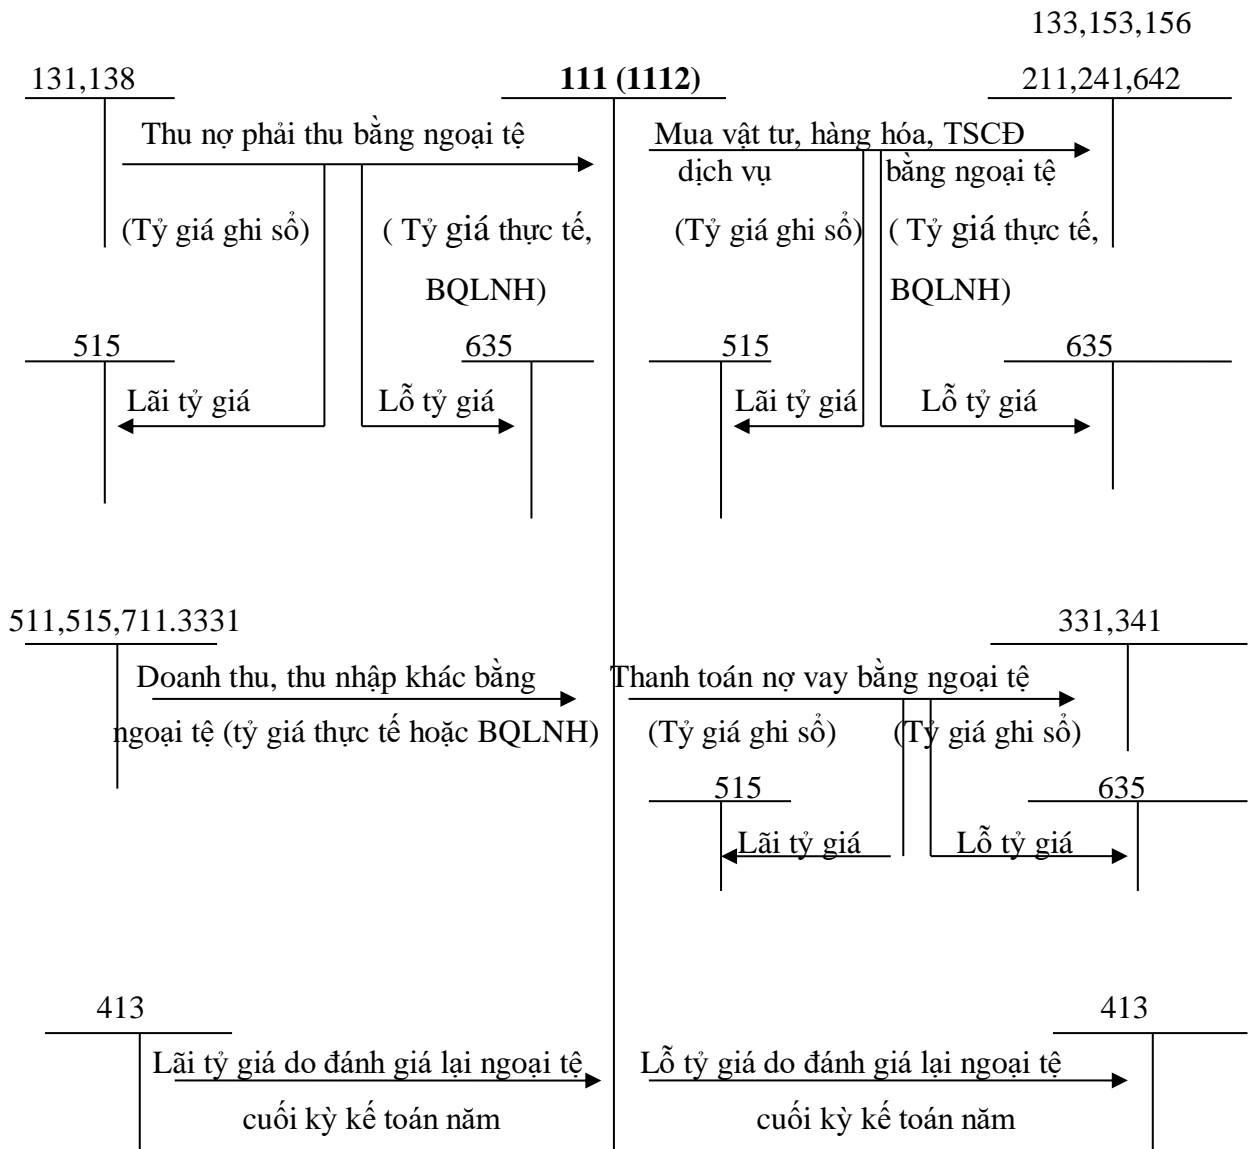 133,153,156
131,138
111 (1112)
211,241,642
Thu nợ phải thu bằng ngoại tệ
Mua vật tư, hàng hóa, TSCĐ
dịch vụ
bằng ngoại tệ
(Tỷ giá ghi sổ)
( Tỷ giá thực tế,
BQLNH)
(Tỷ giá ghi sổ)
( Tỷ giá thực tế,
BQLNH)
515
635
515
635
Lãi tỷ giá
Lỗ tỷ giá
Lãi tỷ giá
Lỗ tỷ giá
511,515,711.3331
331,341
Doanh thu, thu nhập khác bằng
ngoại tệ (tỷ giá thực tế hoặc BQLNH)
Thanh toán nợ vay bằng ngoại tệ
(Tỷ giá ghi sổ)
(Tỷ giá ghi sổ)
515
635
Lãi tỷ giá
Lỗ tỷ giá
413
413
Lãi tỷ giá do đánh giá lại ngoại tệ
cuối kỳ kế toán năm
Lỗ tỷ giá do đánh giá lại ngoại tệ
cuối kỳ kế toán năm